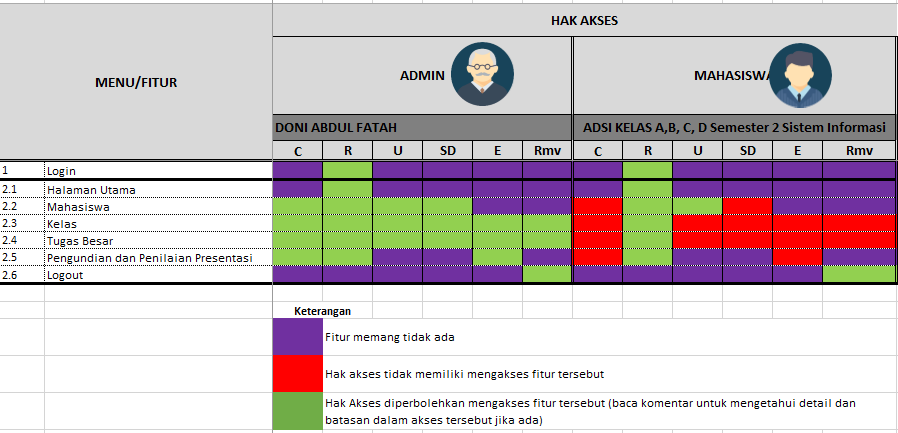 HAK AKSES
MENU/FITUR
ADMIN
MAHASISWA
DONI ABDUL FATAH
ADSI KELAS A,B, C, D Semester 2 Sistem Informasi
C R U SD E Rmv C R U SD E Rmv
1 Login
2.1 Halaman Utama
2.2 Mahasiswa
2.3 Kelas
2.4 Tugas Besar
2.5 Pengundian dan Penilaian Presentasi
2.6 Logout
Keterangan
Fitur memang tidak ada
Hak akses tidak memiliki mengakses fitur tersebut
Hak Akses diperbolehkan mengakses fitur tersebut (baca komentar untuk mengetahui detail dan
batasan dalam akses tersebut jika ada)